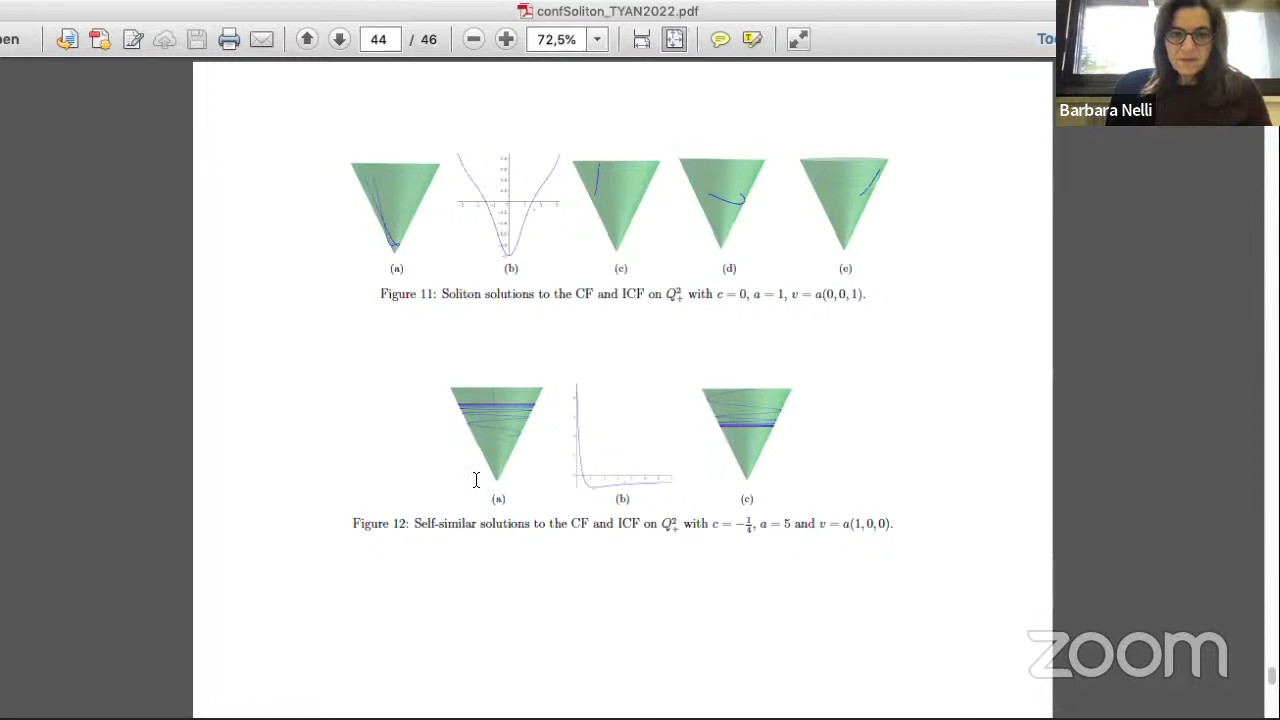 confSoliton_TYAN2022.pdf
pen
44 / 46
72,5%
To
Barbara Nelli
(a) (b) (c) (d) (e)
Figure 11: Soliton solutions to the CF and ICF on Q²₊ with c = 0, a = 1, v = a(0, 0, 1).
(a) (b) (c)
Figure 12: Self-similar solutions to the CF and ICF on Q²₊ with c = −1/4, a = 5 and v = a(1, 0, 0).
zoom